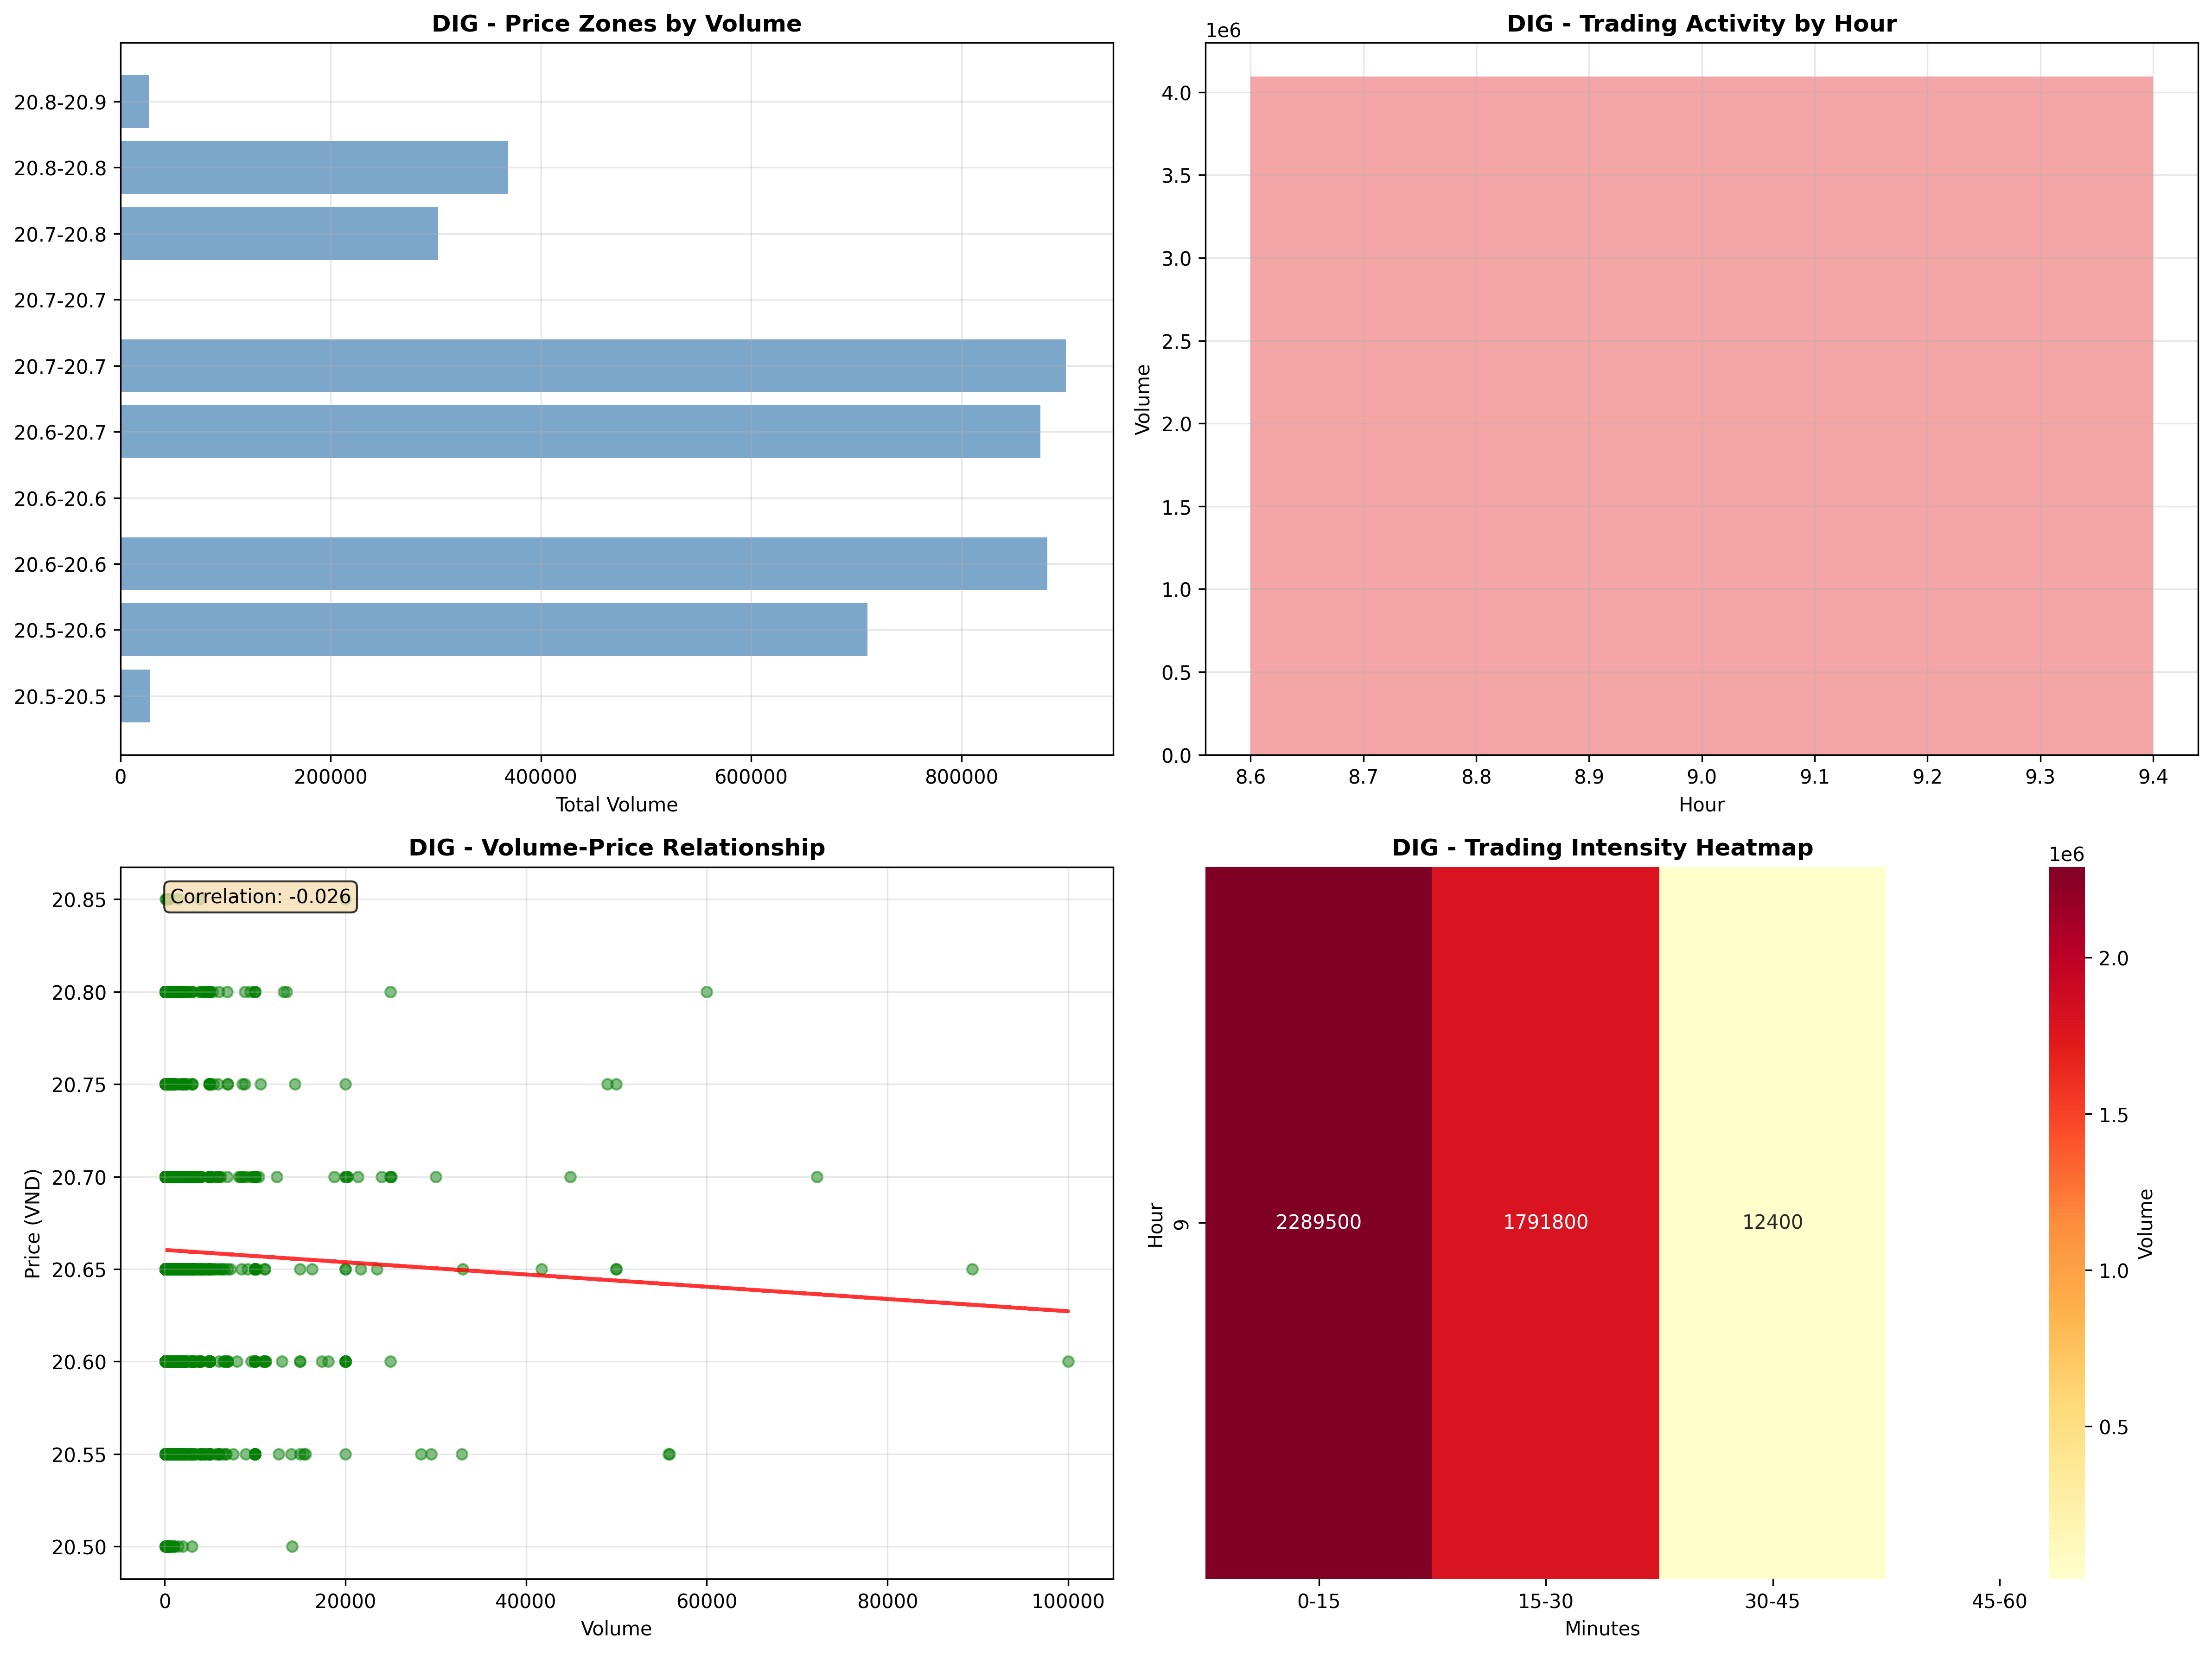 DIG - Price Zones by Volume
20.8-20.9
20.8-20.8
20.7-20.8
20.7-20.7
20.7-20.7
20.6-20.7
20.6-20.6
20.6-20.6
20.5-20.6
20.5-20.5
0 200000 400000 600000 800000
Total Volume
DIG - Trading Activity by Hour
1e6
4.0
3.5
3.0
2.5
2.0
1.5
1.0
0.5
0.0
Volume
8.6 8.7 8.8 8.9 9.0 9.1 9.2 9.3 9.4
Hour
DIG - Volume-Price Relationship
Correlation: -0.026
20.85
20.80
20.75
20.70
20.65
20.60
20.55
20.50
Price (VND)
0 20000 40000 60000 80000 100000
Volume
DIG - Trading Intensity Heatmap
Hour
9
2289500 1791800 12400
0-15 15-30 30-45 45-60
Minutes
1e6
2.0
1.5
1.0
0.5
Volume